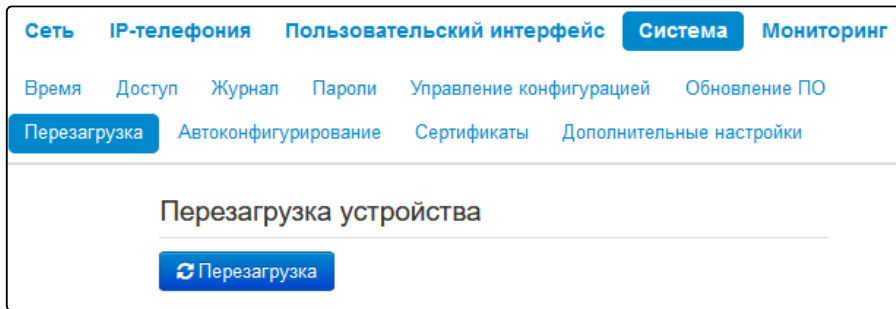 Сеть IP-телефония Пользовательский интерфейс Система Мониторинг
Время Доступ Журнал Пароли Управление конфигурацией Обновление ПО
Перезагрузка Автоконфигурирование Сертификаты Дополнительные настройки
Перезагрузка устройства
Перезагрузка